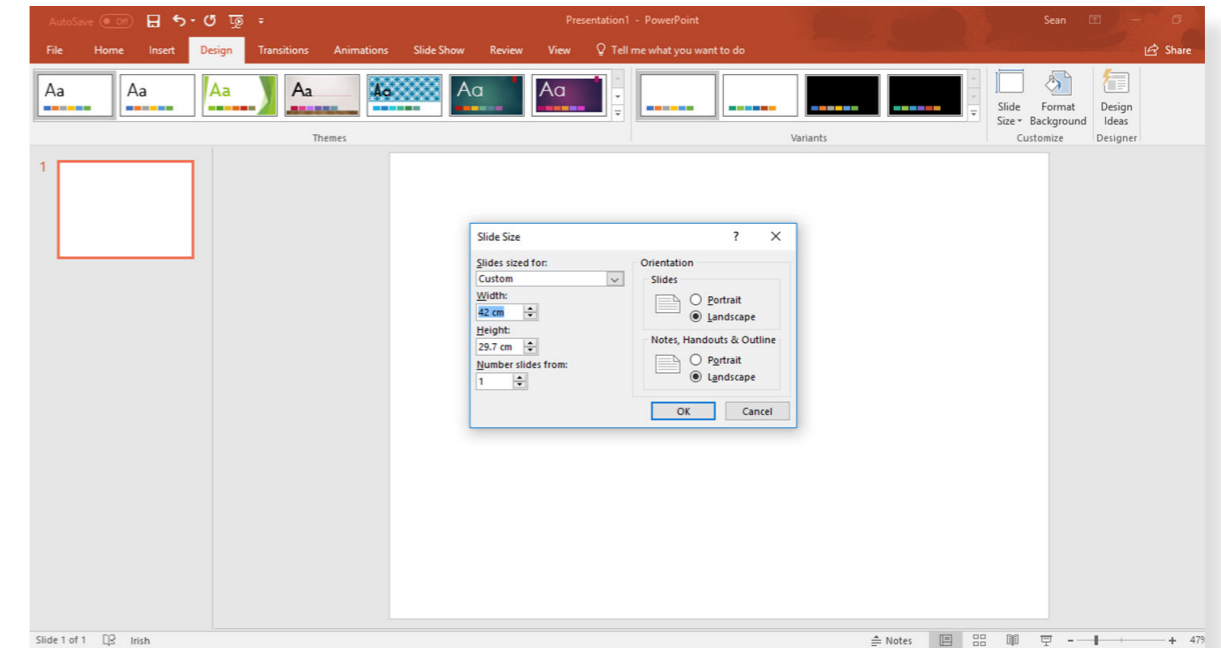 AutoSave Off Presentation1 - PowerPoint Sean
File Home Insert Design Transitions Animations Slide Show Review View Tell me what you want to do Share
Aa Aa Aa Aa Aa Aa Aa
Slide Size Format Background Design Ideas
Themes Variants Customize Designer
1
Slide Size ? X
Slides sized for:
Custom
Width:
42 cm
Height:
29.7 cm
Number slides from:
1
Orientation
Slides
Portrait
Landscape
Notes, Handouts & Outline
Portrait
Landscape
OK Cancel
Slide 1 of 1 Irish Notes - + 479